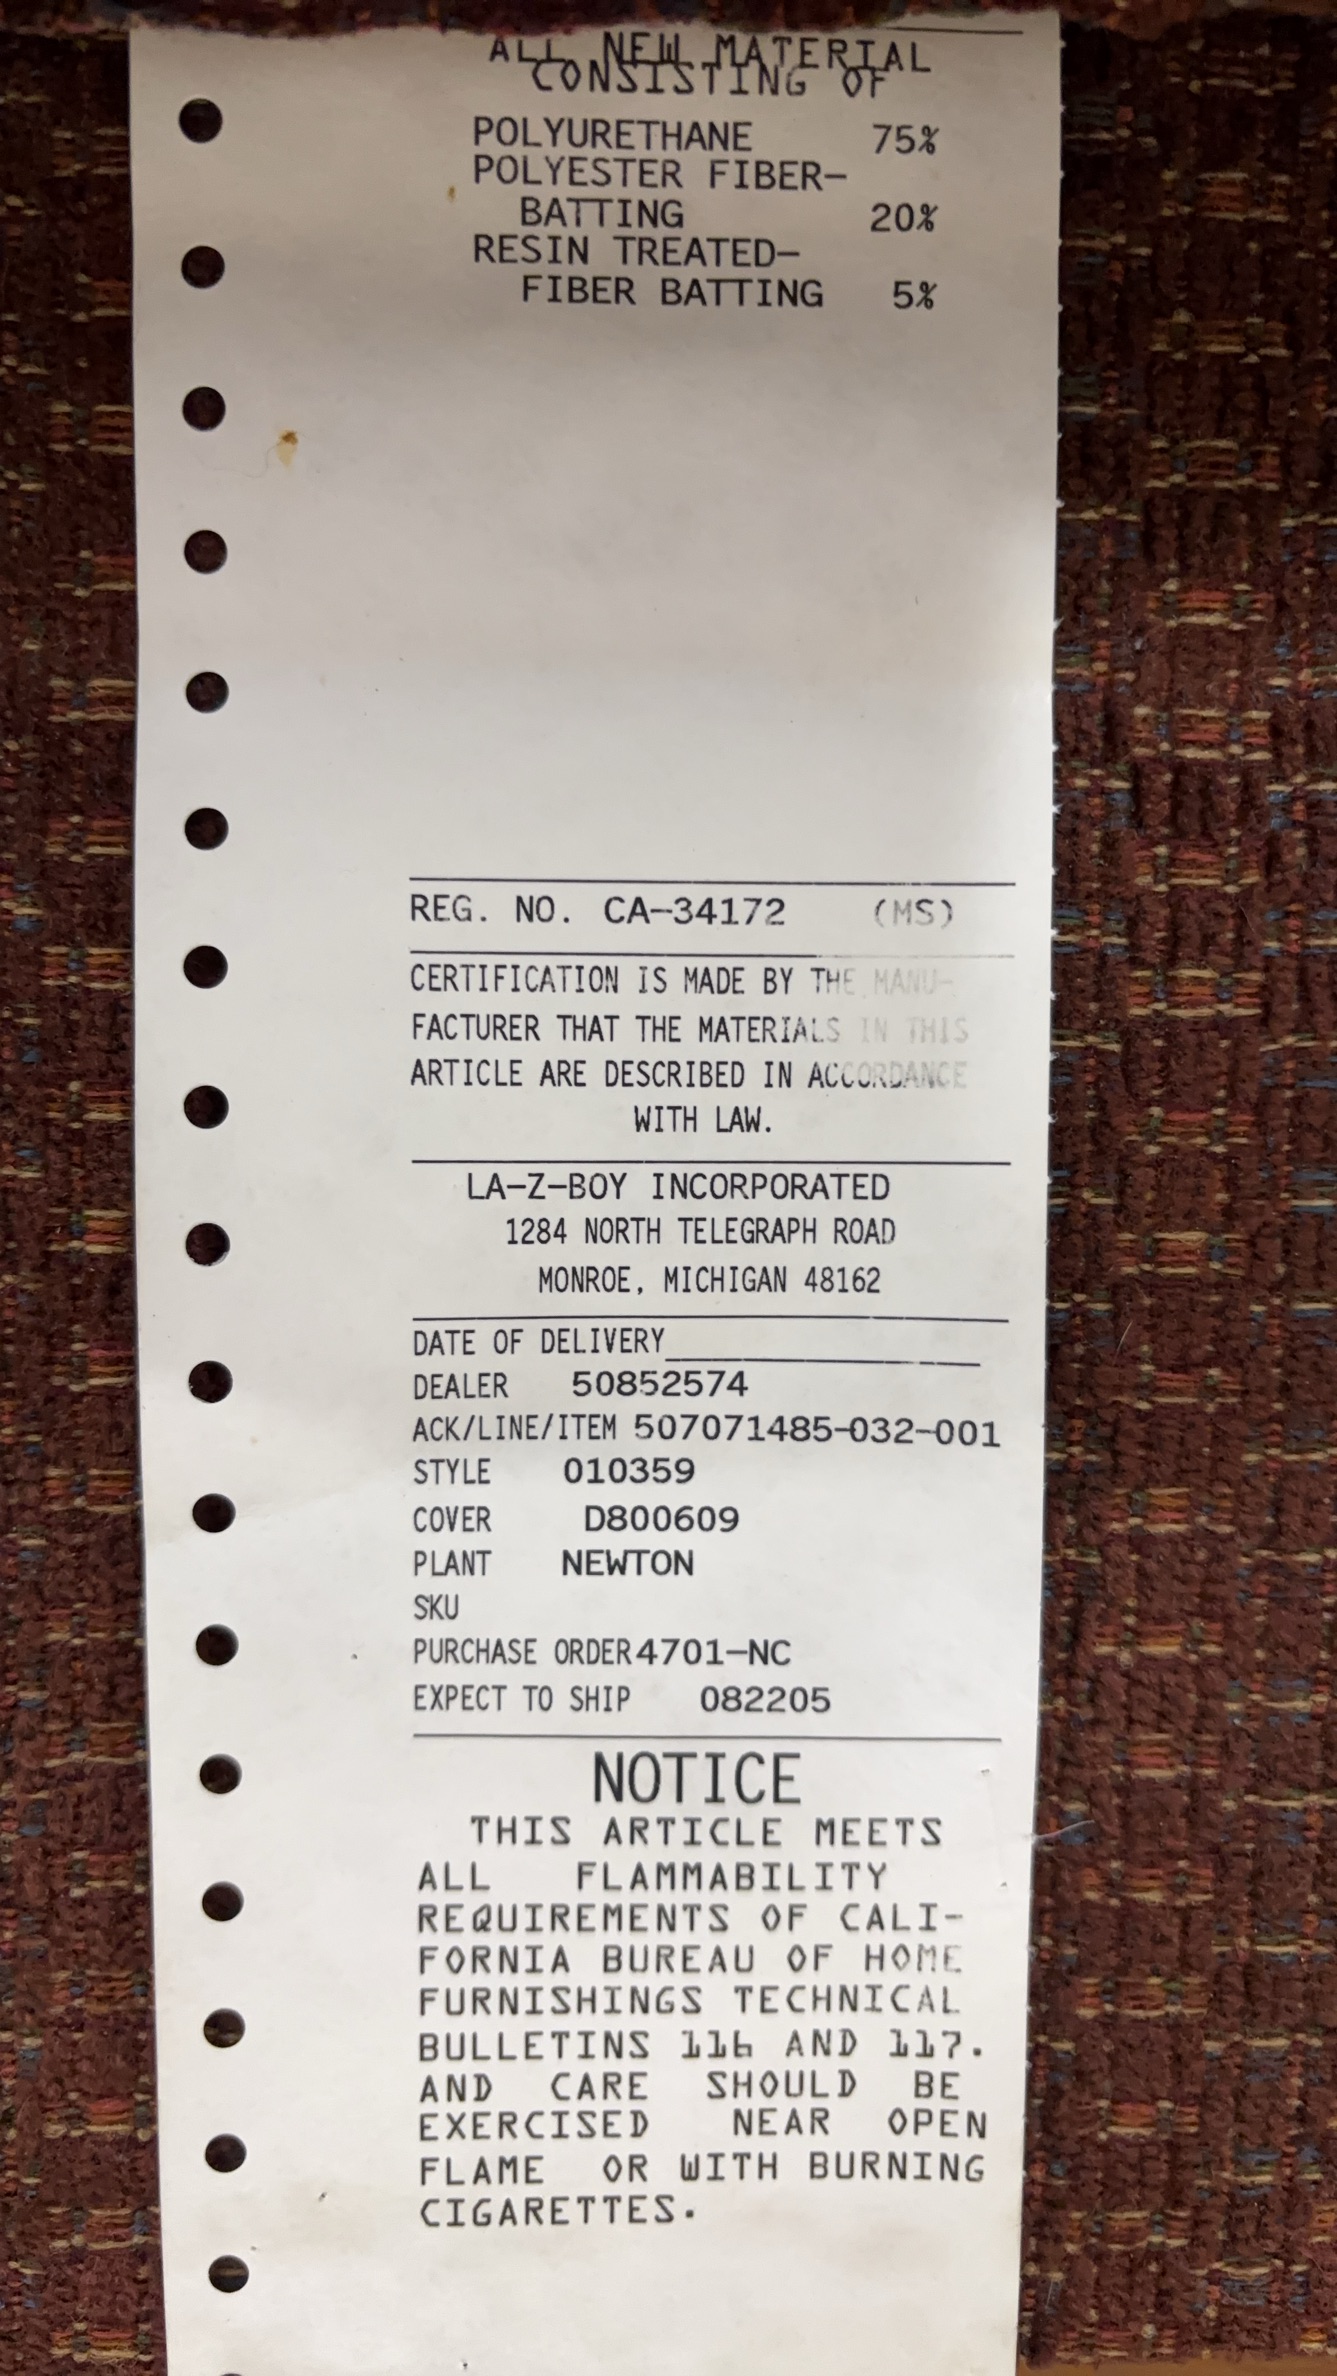 ALL NEW MATERIAL
CONSISTING OF
POLYURETHANE 75%
POLYESTER FIBER-
BATTING 20%
RESIN TREATED-
FIBER BATTING 5%
REG. NO. CA-34172 (MS)
CERTIFICATION IS MADE BY THE MANU-
FACTURER THAT THE MATERIALS IN THIS
ARTICLE ARE DESCRIBED IN ACCORDANCE
WITH LAW.
LA-Z-BOY INCORPORATED
1284 NORTH TELEGRAPH ROAD
MONROE, MICHIGAN 48162
DATE OF DELIVERY
DEALER 50852574
ACK/LINE/ITEM 507071485-032-001
STYLE 010359
COVER D800609
PLANT NEWTON
SKU
PURCHASE ORDER 4701-NC
EXPECT TO SHIP 082205
NOTICE
THIS ARTICLE MEETS
ALL FLAMMABILITY
REQUIREMENTS OF CALI-
FORNIA BUREAU OF HOME
FURNISHINGS TECHNICAL
BULLETINS 116 AND 117.
AND CARE SHOULD BE
EXERCISED NEAR OPEN
FLAME OR WITH BURNING
CIGARETTES.